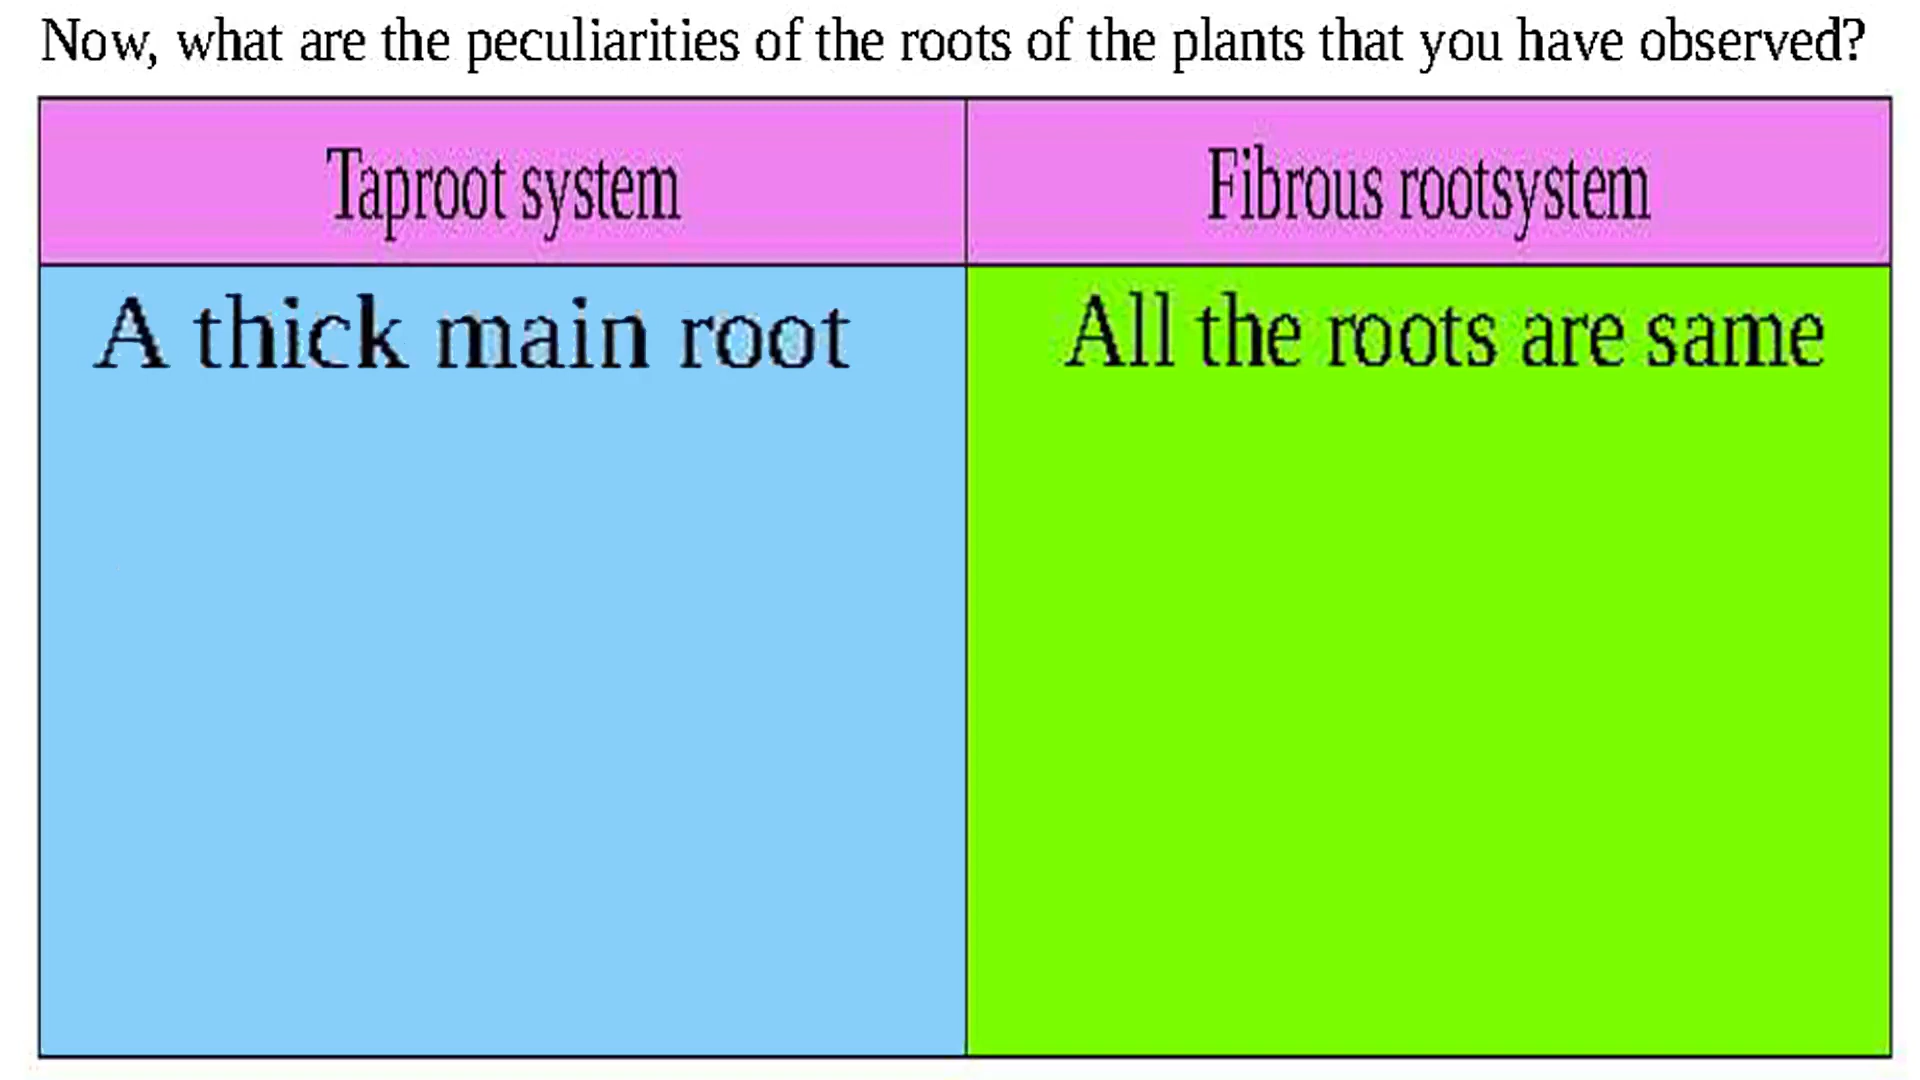 Now, what are the peculiarities of the roots of the plants that you have observed?
Taproot system
Fibrous rootsystem
A thick main root
All the roots are same